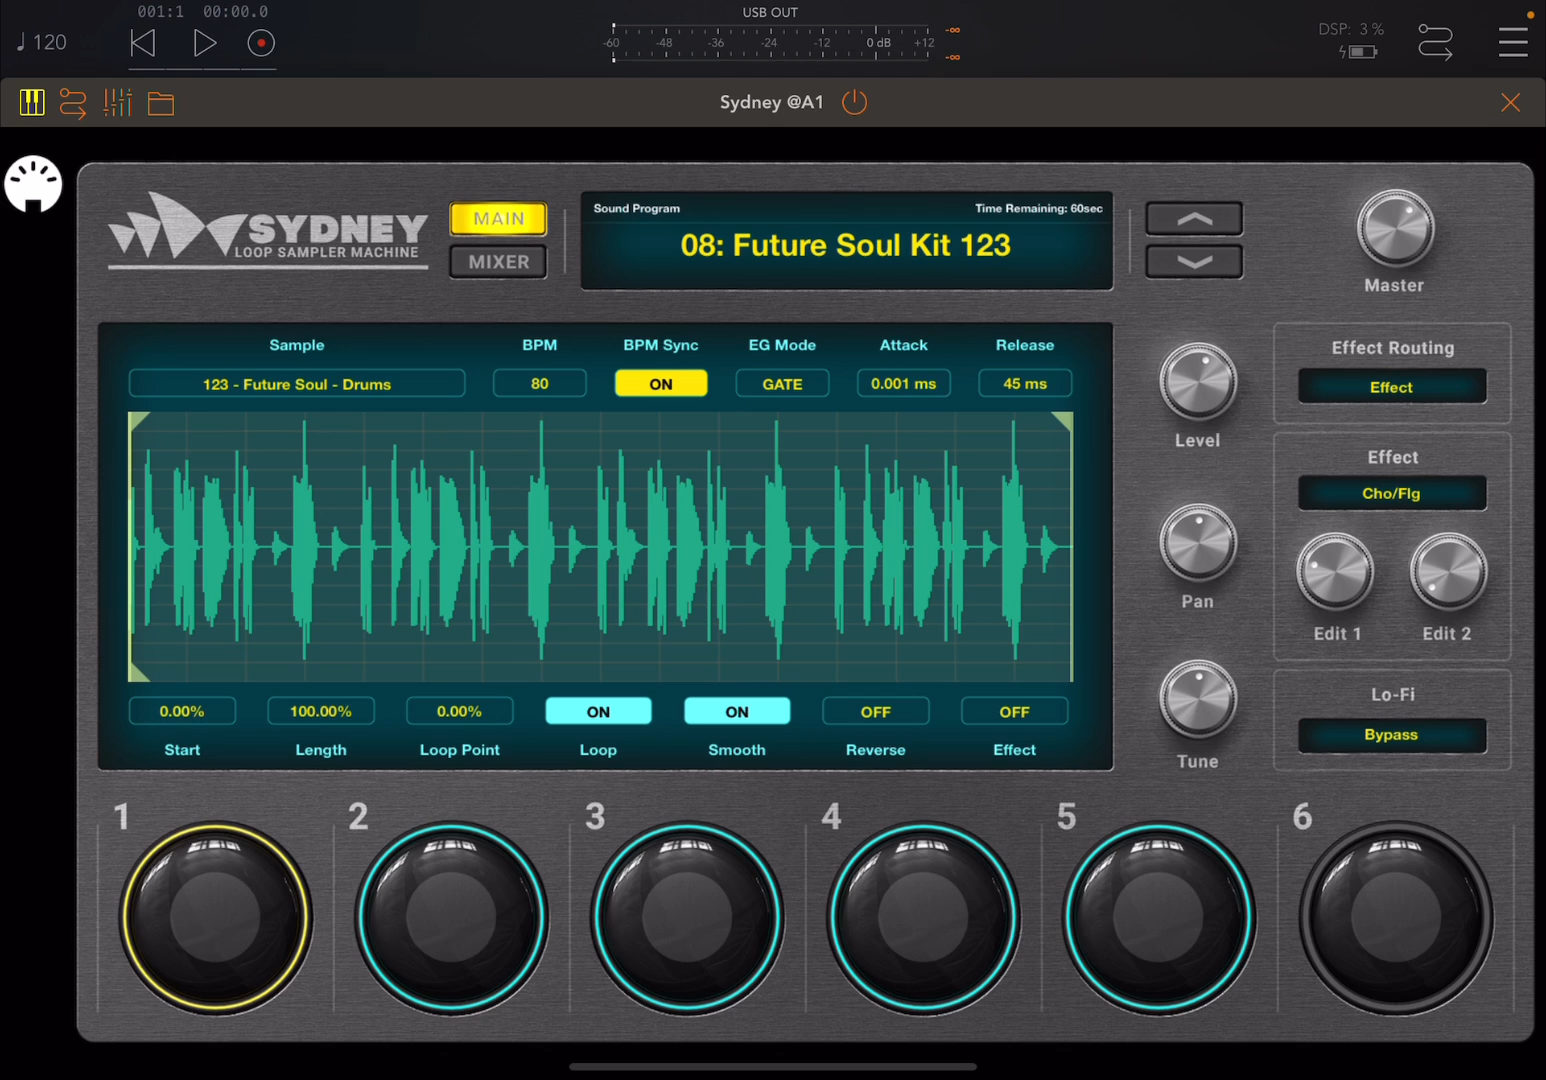 001:1 00:00.0
USB OUT
120
-60 -48 -36 -24 -12 0 dB +12
-∞
-∞
DSP: 3 %
Sydney @A1
SYDNEY
LOOP SAMPLER MACHINE
MAIN
MIXER
Sound Program
Time Remaining: 60sec
08: Future Soul Kit 123
Master
Sample BPM BPM Sync EG Mode Attack Release
123 - Future Soul - Drums 80 ON GATE 0.001 ms 45 ms
0.00% 100.00% 0.00% ON ON OFF OFF
Start Length Loop Point Loop Smooth Reverse Effect
Level
Pan
Tune
Effect Routing
Effect
Effect
Cho/Flg
Edit 1 Edit 2
Lo-Fi
Bypass
1 2 3 4 5 6